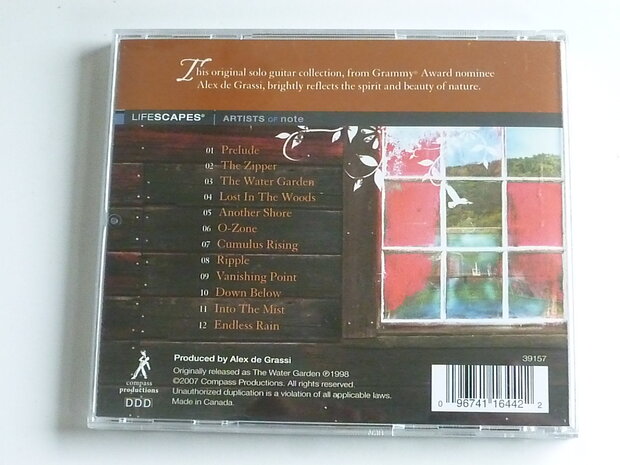 This original solo guitar collection, from Grammy® Award nominee
Alex de Grassi, brightly reflects the spirit and beauty of nature.
LIFESCAPES® | ARTISTS OF note
01 Prelude
02 The Zipper
03 The Water Garden
04 Lost In The Woods
05 Another Shore
06 O-Zone
07 Cumulus Rising
08 Ripple
09 Vanishing Point
10 Down Below
11 Into The Mist
12 Endless Rain
compass
productions
DDD
Produced by Alex de Grassi
Originally released as The Water Garden ℗1998
©2007 Compass Productions. All rights reserved.
Unauthorized duplication is a violation of all applicable laws.
Made in Canada.
39157
0 96741 16442 2